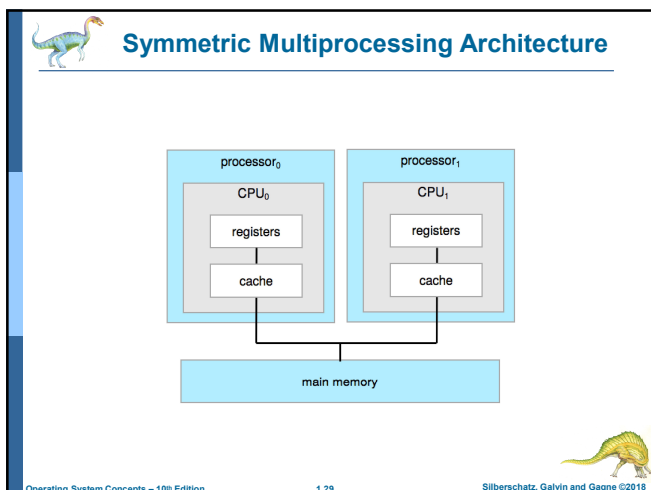 Symmetric Multiprocessing Architecture
processor₀ processor₁
CPU₀ CPU₁
registers registers
cache cache
main memory
Operating System Concepts – 10th Edition 1.29 Silberschatz, Galvin and Gagne ©2018